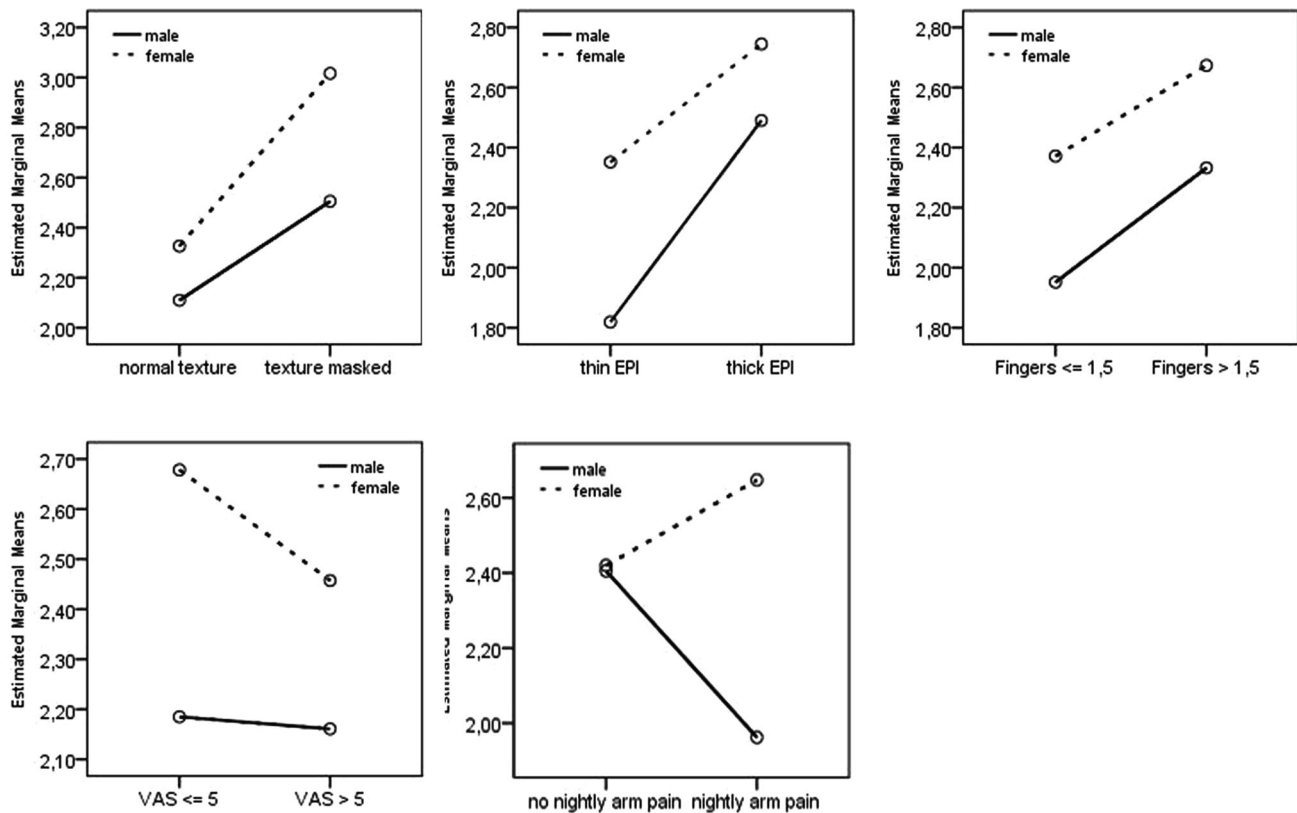 Estimated Marginal Means
3,20
3,00
2,80
2,60
2,40
2,20
2,00
male
female
normal texture
texture masked
Estimated Marginal Means
2,80
2,60
2,40
2,20
2,00
1,80
male
female
thin EPI
thick EPI
Estimated Marginal Means
2,80
2,60
2,40
2,20
2,00
1,80
male
female
Fingers <= 1,5
Fingers > 1,5
Estimated Marginal Means
2,70
2,60
2,50
2,40
2,30
2,20
2,10
male
female
VAS <= 5
VAS > 5
Estimated Marginal Means
2,60
2,40
2,20
2,00
male
female
no nightly arm pain
nightly arm pain